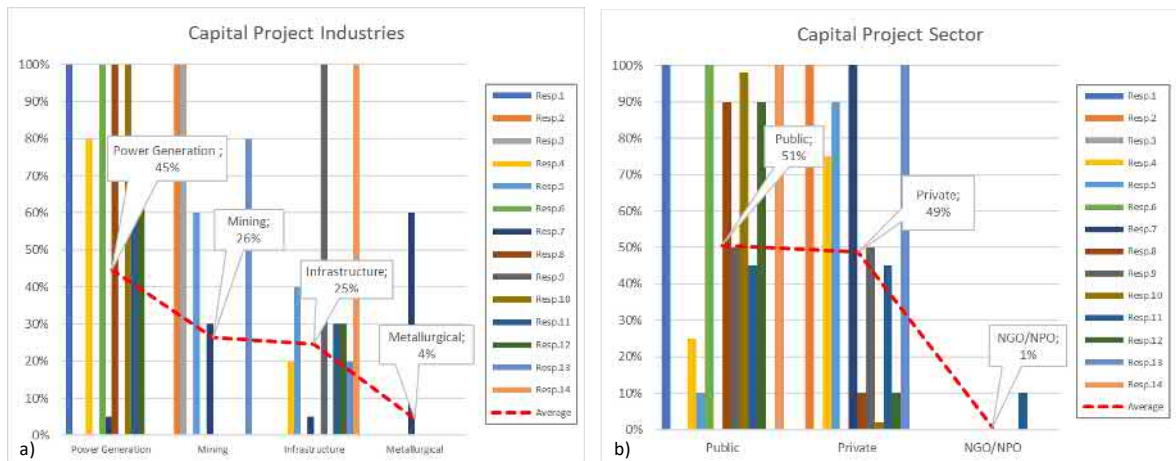 Capital Project Industries
100%
90%
80%
70%
60%
50%
40%
30%
20%
10%
0%
Power Generation ;
45%
Mining;
26%
Infrastructure;
25%
Metallurgical;
4%
Power Generation
Mining
Infrastructure
Metallurgical
Resp.1
Resp.2
Resp.3
Resp.4
Resp.5
Resp.6
Resp.7
Resp.8
Resp.9
Resp.10
Resp.11
Resp.12
Resp.13
Resp.14
Average
a)
Capital Project Sector
100%
90%
80%
70%
60%
50%
40%
30%
20%
10%
0%
Public;
51%
Private;
49%
NGO/NPO;
1%
Public
Private
NGO/NPO
Resp.1
Resp.2
Resp.3
Resp.4
Resp.5
Resp.6
Resp.7
Resp.8
Resp.9
Resp.10
Resp.11
Resp.12
Resp.13
Resp.14
Average
b)